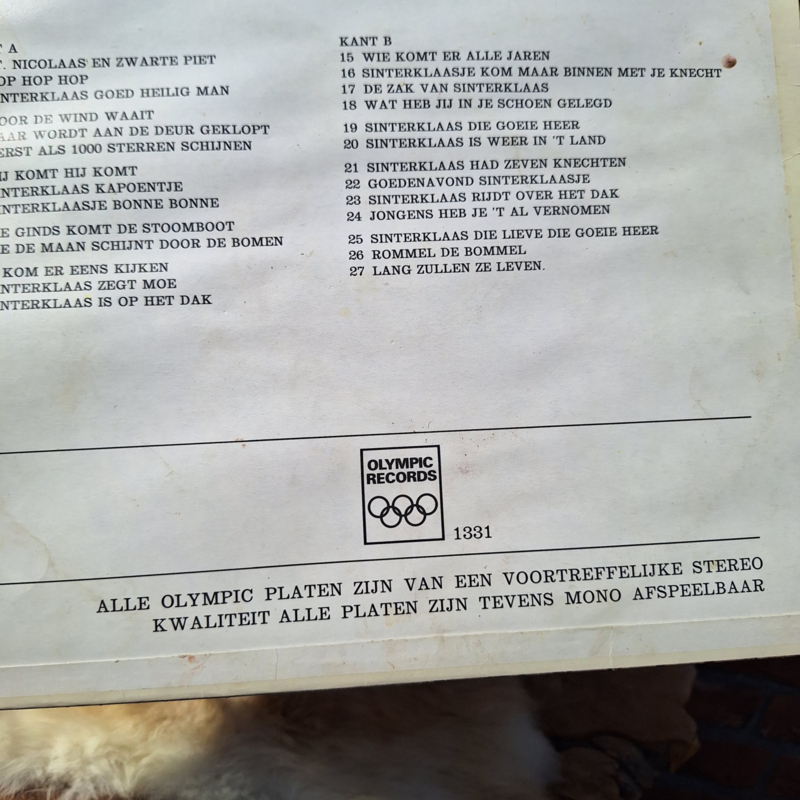 A
NICOLAAS EN ZWARTE PIET
OP HOP HOP
NTERKLAAS GOED HEILIG MAN
OOR DE WIND WAAIT
AAR WORDT AAN DE DEUR GEKLOPT
ERST ALS 1000 STERREN SCHIJNEN
IJ KOMT HIJ KOMT
INTERKLAAS KAPOENTJE
INTERKLAASJE BONNE BONNE
E GINDS KOMT DE STOOMBOOT
E DE MAAN SCHIJNT DOOR DE BOMEN
KOM ER EENS KIJKEN
NTERKLAAS ZEGT MOE
NTERKLAAS IS OP HET DAK
KANT B
15 WIE KOMT ER ALLE JAREN
16 SINTERKLAASJE KOM MAAR BINNEN MET JE KNECHT
17 DE ZAK VAN SINTERKLAAS
18 WAT HEB JIJ IN JE SCHOEN GELEGD
19 SINTERKLAAS DIE GOEIE HEER
20 SINTERKLAAS IS WEER IN 'T LAND
21 SINTERKLAAS HAD ZEVEN KNECHTEN
22 GOEDENAVOND SINTERKLAASJE
23 SINTERKLAAS RIJDT OVER HET DAK
24 JONGENS HEB JE 'T AL VERNOMEN
25 SINTERKLAAS DIE LIEVE DIE GOEIE HEER
26 ROMMEL DE BOMMEL
27 LANG ZULLEN ZE LEVEN.
OLYMPIC
RECORDS
1331
ALLE OLYMPIC PLATEN ZIJN VAN EEN VOORTREFFELIJKE STEREO
KWALITEIT ALLE PLATEN ZIJN TEVENS MONO AFSPEELBAAR